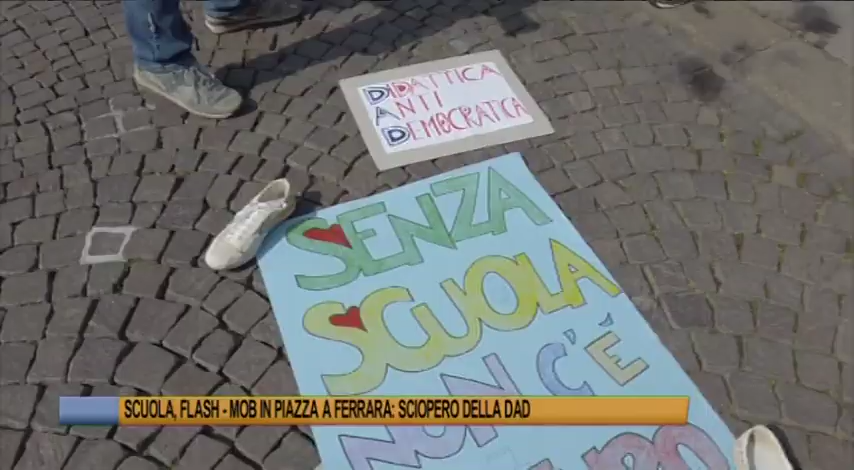 DIDATTICA
ANTI
DEMOCRATICA
SENZA
SCUOLA
NON C'È
SCUOLA, FLASH - MOB IN PIAZZA A FERRARA: SCIOPERO DELLA DAD